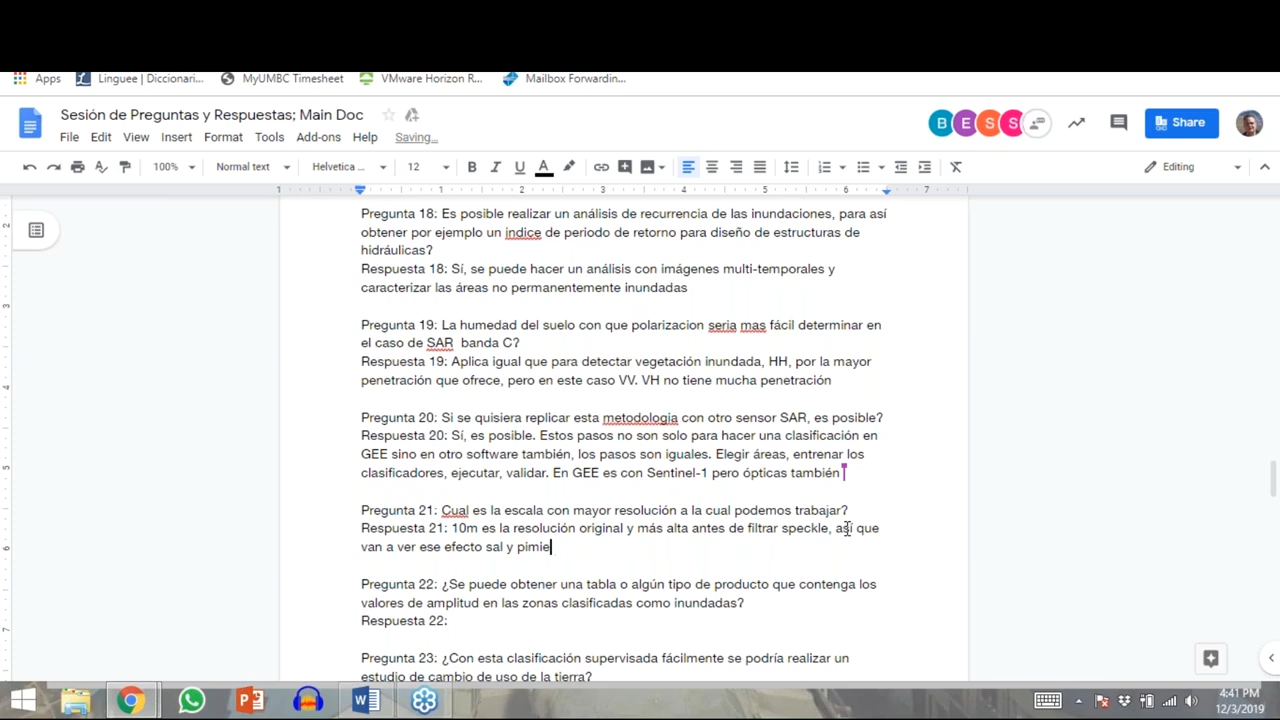 Apps Linguee | Diccionari... MyUMBC Timesheet VMware Horizon R... Mailbox Forwardin...
Sesión de Preguntas y Respuestas; Main Doc
B E S S Share
File Edit View Insert Format Tools Add-ons Help Saving...
100% Normal text Helvetica ... 12 B I U A Editing
1 1 2 3 4 5 6 7
Pregunta 18: Es posible realizar un análisis de recurrencia de las inundaciones, para así
obtener por ejemplo un indice de periodo de retorno para diseño de estructuras de
hidráulicas?
Respuesta 18: Sí, se puede hacer un análisis con imágenes multi-temporales y
caracterizar las áreas no permanentemente inundadas
Pregunta 19: La humedad del suelo con que polarizacion seria mas fácil determinar en
el caso de SAR banda C?
Respuesta 19: Aplica igual que para detectar vegetación inundada, HH, por la mayor
penetración que ofrece, pero en este caso VV. VH no tiene mucha penetración
Pregunta 20: Si se quisiera replicar esta metodologia con otro sensor SAR, es posible?
Respuesta 20: Sí, es posible. Estos pasos no son solo para hacer una clasificación en
GEE sino en otro software también, los pasos son iguales. Elegir áreas, entrenar los
clasificadores, ejecutar, validar. En GEE es con Sentinel-1 pero ópticas también
Pregunta 21: Cual es la escala con mayor resolución a la cual podemos trabajar?
Respuesta 21: 10m es la resolución original y más alta antes de filtrar speckle, así que
van a ver ese efecto sal y pimie
Pregunta 22: ¿Se puede obtener una tabla o algún tipo de producto que contenga los
valores de amplitud en las zonas clasificadas como inundadas?
Respuesta 22:
Pregunta 23: ¿Con esta clasificación supervisada fácilmente se podría realizar un
estudio de cambio de uso de la tierra?
4:41 PM
12/3/2019